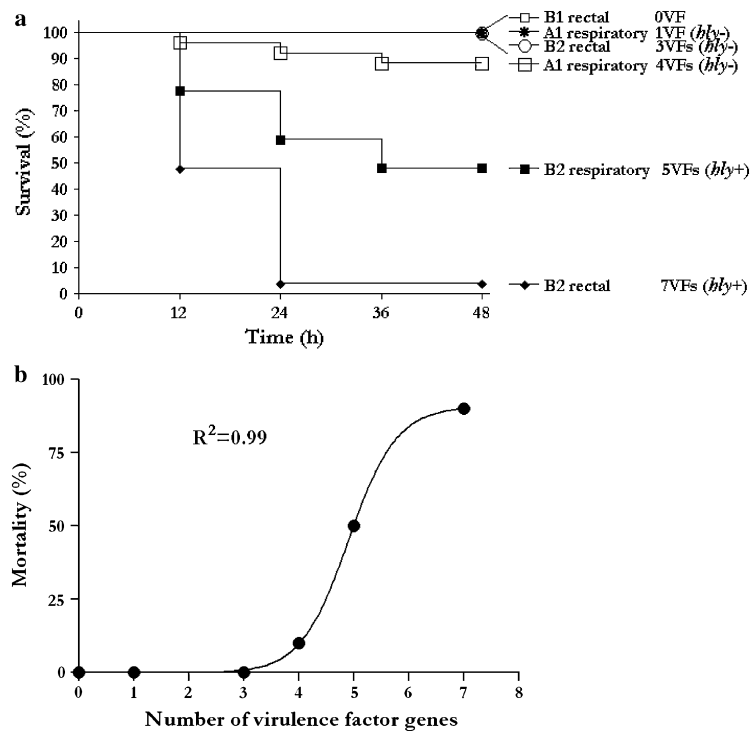 a
B1 rectal 0VF
A1 respiratory 1VF (hly-)
B2 rectal 3VFs (hly-)
A1 respiratory 4VFs (hly-)
B2 respiratory 5VFs (hly+)
B2 rectal 7VFs (hly+)
Survival (%)
100
90
80
70
60
50
40
30
20
10
0
0 12 24 36 48
Time (h)
b
R²=0.99
Mortality (%)
100
75
50
25
0
0 1 2 3 4 5 6 7 8
Number of virulence factor genes